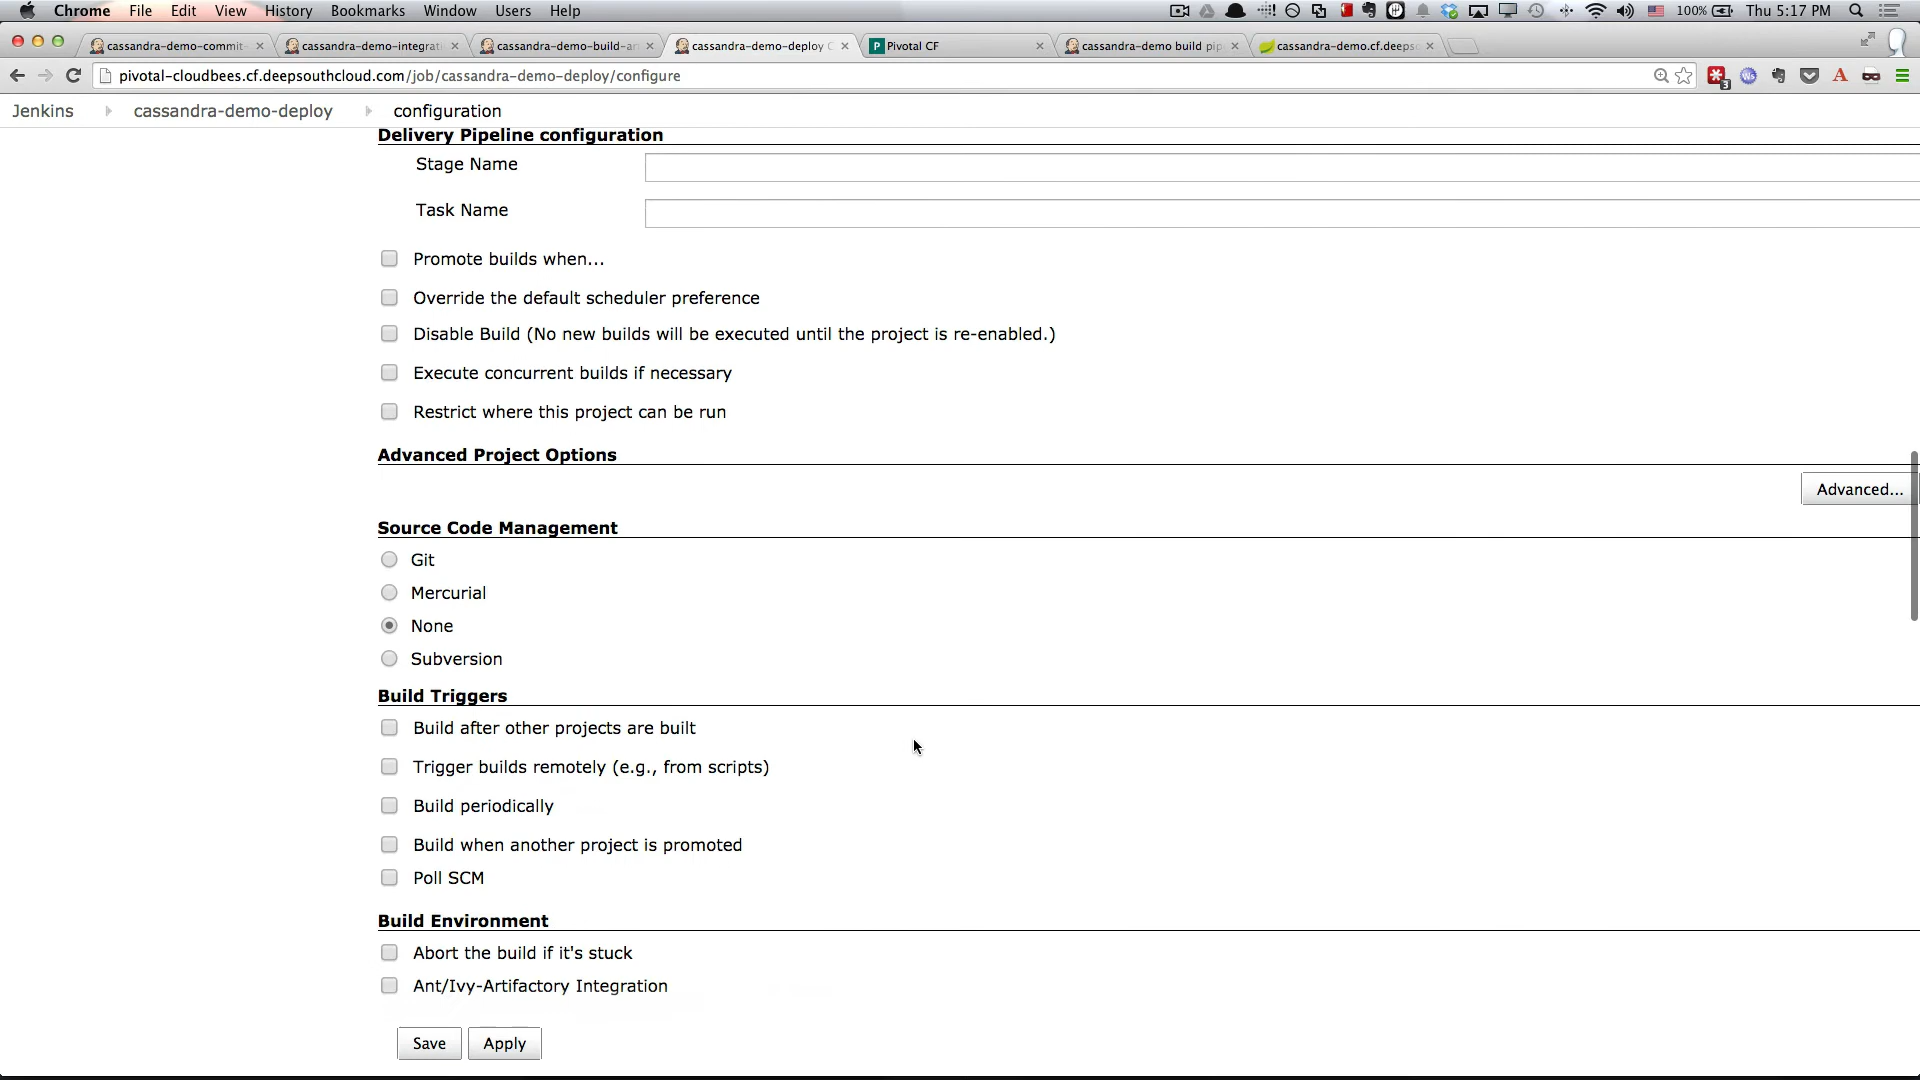 Chrome File Edit View History Bookmarks Window Users Help 100% Thu 5:17 PM
cassandra-demo-commit- cassandra-demo-integrat cassandra-demo-build-ar cassandra-demo-deploy C Pivotal CF cassandra-demo build pip cassandra-demo.cf.deeps
pivotal-cloudbees.cf.deepsouthcloud.com/job/cassandra-demo-deploy/configure
Jenkins cassandra-demo-deploy configuration
Delivery Pipeline configuration
Stage Name
Task Name
Promote builds when...
Override the default scheduler preference
Disable Build (No new builds will be executed until the project is re-enabled.)
Execute concurrent builds if necessary
Restrict where this project can be run
Advanced Project Options
Advanced...
Source Code Management
Git
Mercurial
None
Subversion
Build Triggers
Build after other projects are built
Trigger builds remotely (e.g., from scripts)
Build periodically
Build when another project is promoted
Poll SCM
Build Environment
Abort the build if it's stuck
Ant/Ivy-Artifactory Integration
Save Apply